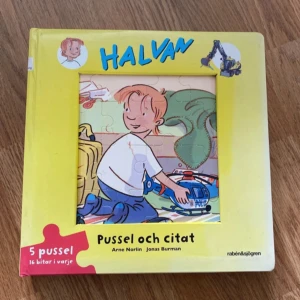 HALVAN
Pussel och citat
Arne Norlin Jonas Burman
5 pussel
16 bitar i varje
rabén&sjögren